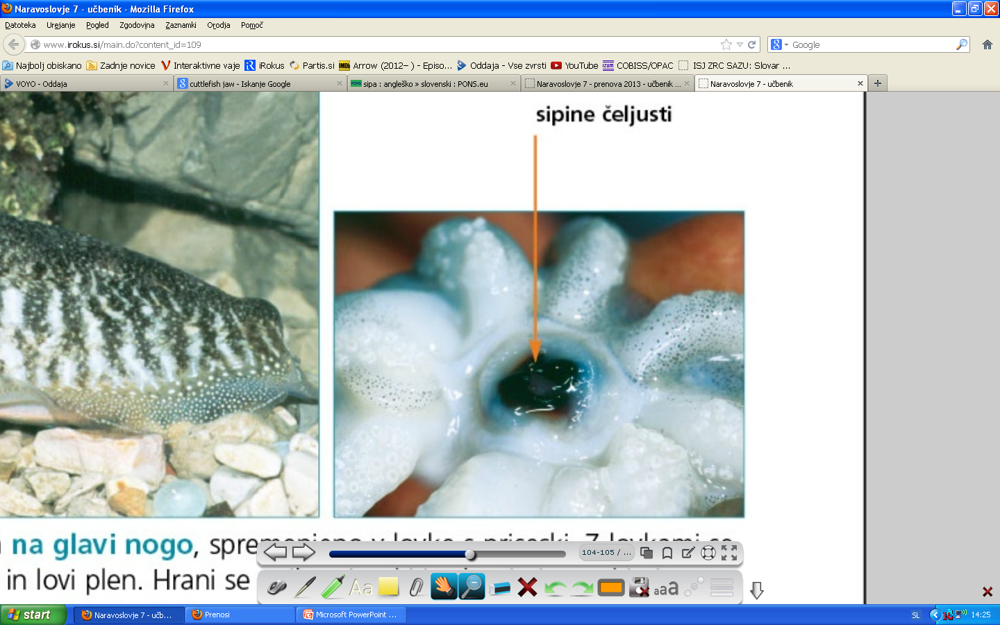 Naravoslovje 7 - učbenik - Mozilla Firefox
Datoteka Urejanje Pogled Zgodovina Zaznamki Orodja Pomoč
www.irokus.si/main.do?content_id=109
Google
Najbolj obiskano Zadnje novice Interaktivne vaje iRokus Partis.si Arrow (2012– ) - Episo... Oddaja - Vse zvrsti YouTube COBISS/OPAC ISJ ZRC SAZU: Slovar ...
VOYO - Oddaja cuttlefish jaw - Iskanje Google sipa : angleško » slovenski : PONS.eu Naravoslovje 7 - prenova 2013 - učbenik ... Naravoslovje 7 - učbenik
sipine čeljusti
na glavi nogo,
104-105 / ...
in lovi plen. Hrani se
Aa aaa
start Naravoslovje 7 - učb... Prenosi Microsoft PowerPoint ... SL 14:25